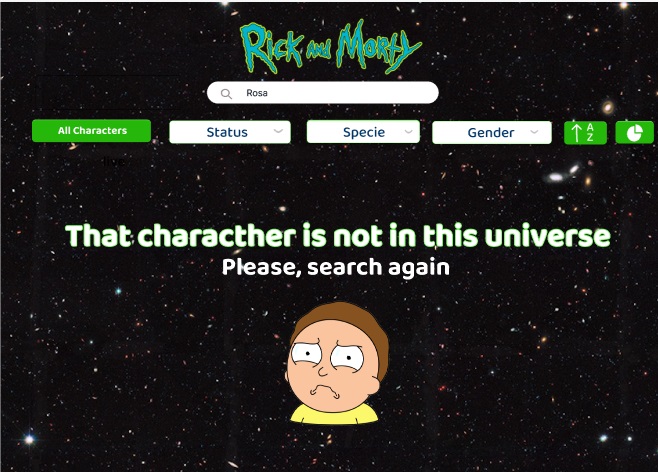 Rick and Morty
Rosa
All Characters
Status
Specie
Gender
A
Z
That characther is not in this universe
Please, search again